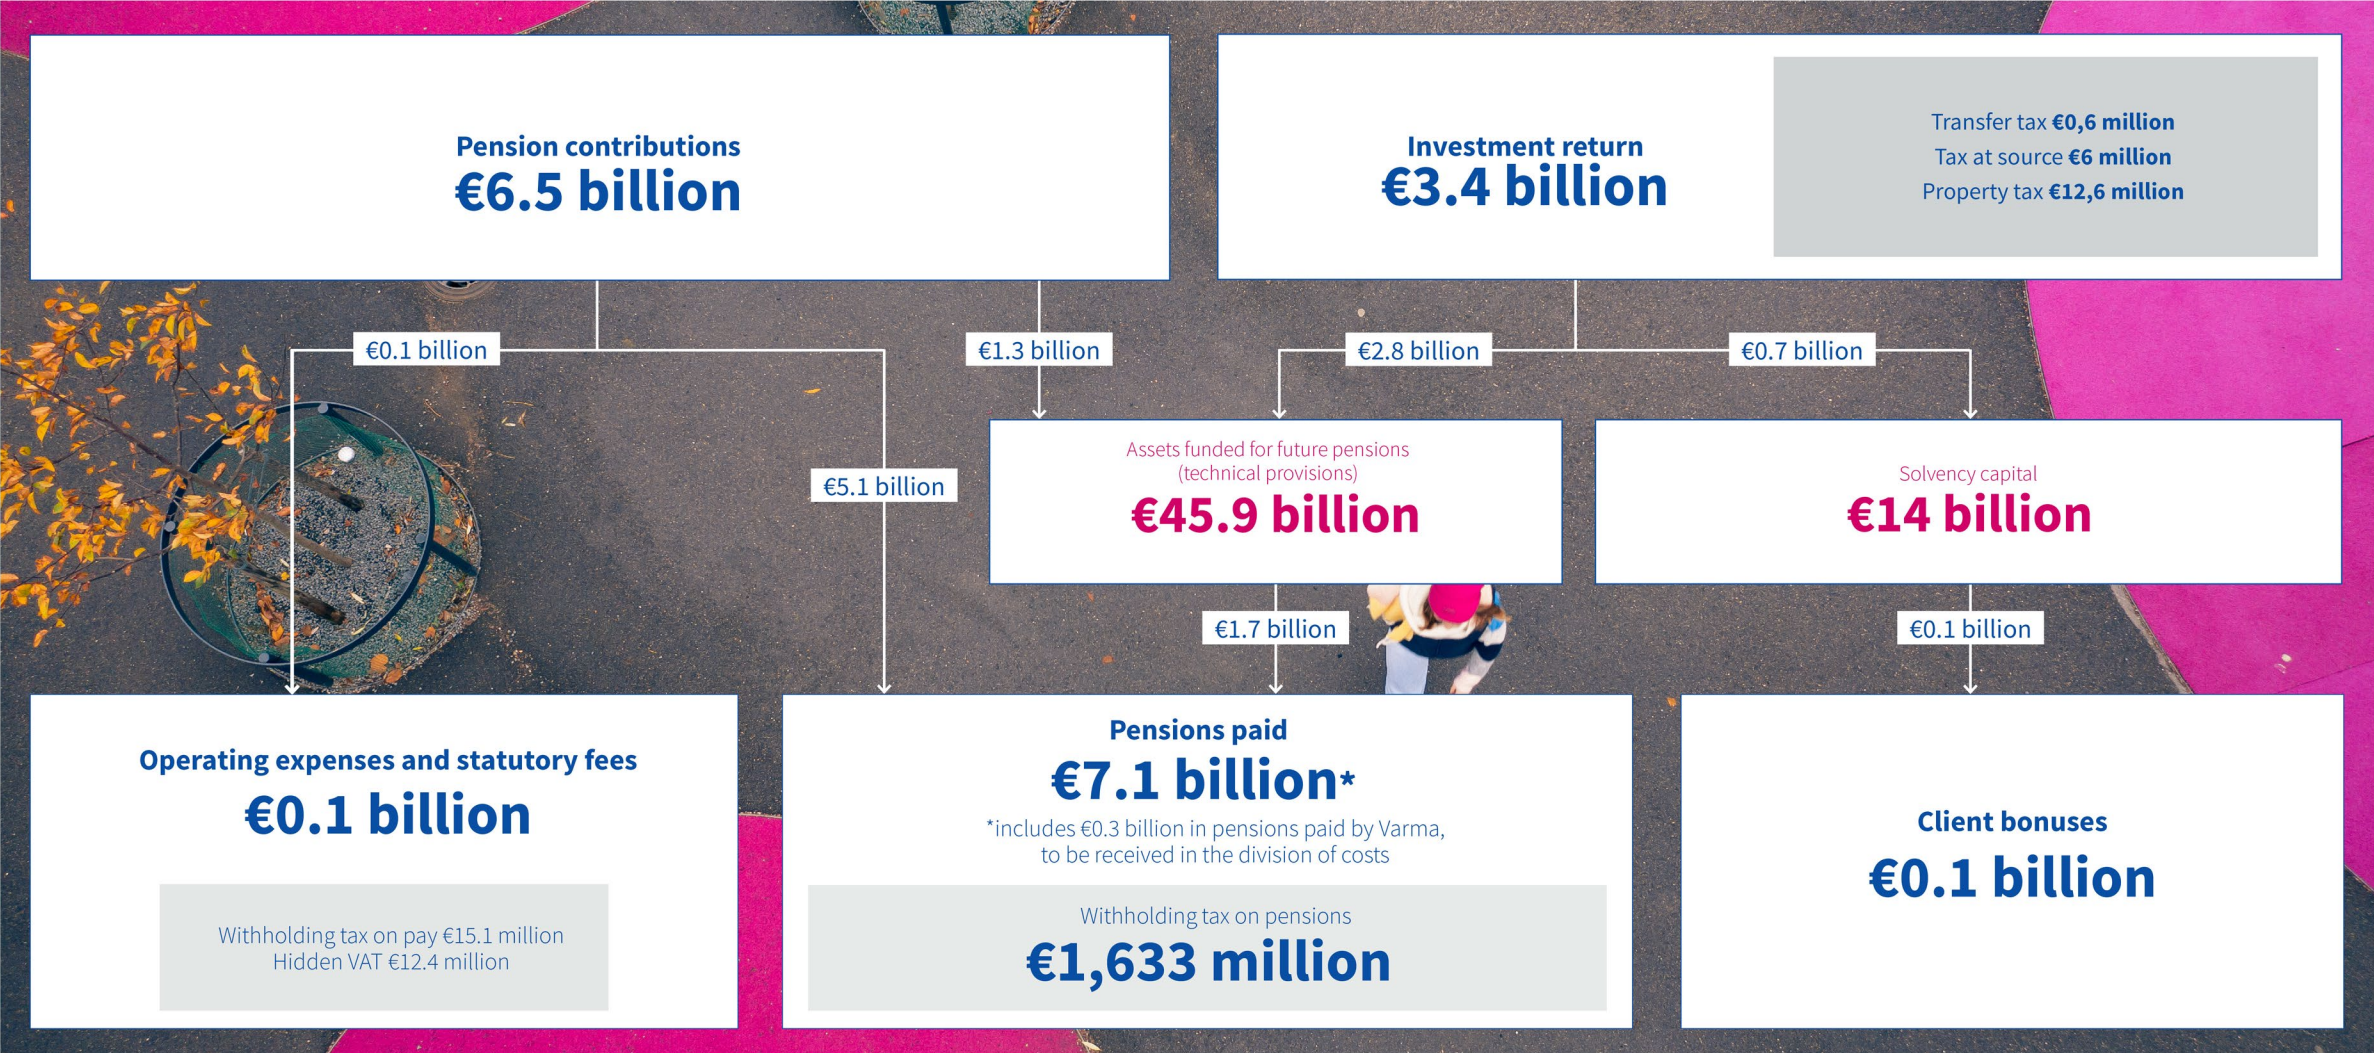 Pension contributions
€6.5 billion
Investment return
€3.4 billion
Transfer tax €0,6 million
Tax at source €6 million
Property tax €12,6 million
€0.1 billion
€1.3 billion
€2.8 billion
€0.7 billion
€5.1 billion
Assets funded for future pensions
(technical provisions)
€45.9 billion
Solvency capital
€14 billion
€1.7 billion
€0.1 billion
Operating expenses and statutory fees
€0.1 billion
Withholding tax on pay €15.1 million
Hidden VAT €12.4 million
Pensions paid
€7.1 billion*
*includes €0.3 billion in pensions paid by Varma,
to be received in the division of costs
Withholding tax on pensions
€1,633 million
Client bonuses
€0.1 billion